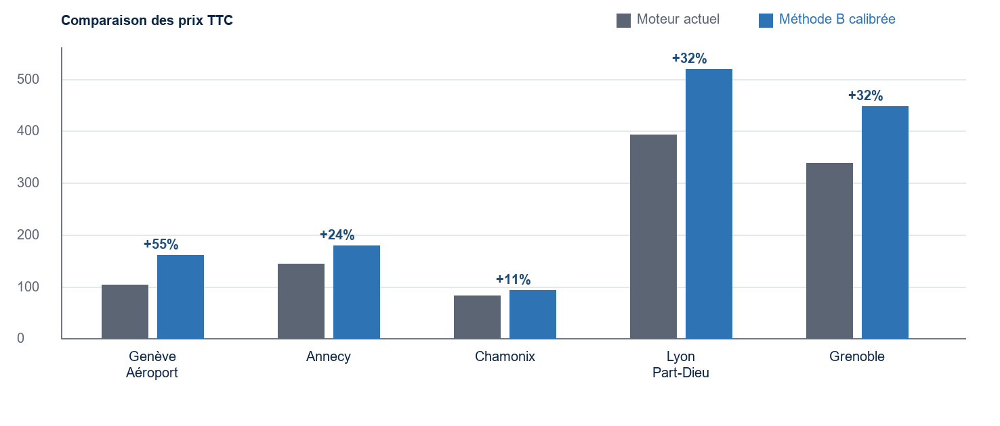 Comparaison des prix TTC
Moteur actuel
Méthode B calibrée
500
400
300
200
100
0
+55%
+24%
+11%
+32%
+32%
Genève
Aéroport
Annecy
Chamonix
Lyon
Part-Dieu
Grenoble